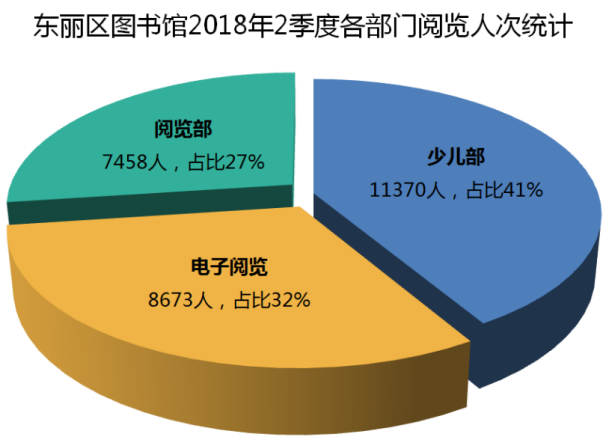 东丽区图书馆2018年2季度各部门阅览人次统计
阅览部
7458人，占比27%
少儿部
11370人，占比41%
电子阅览
8673人，占比32%